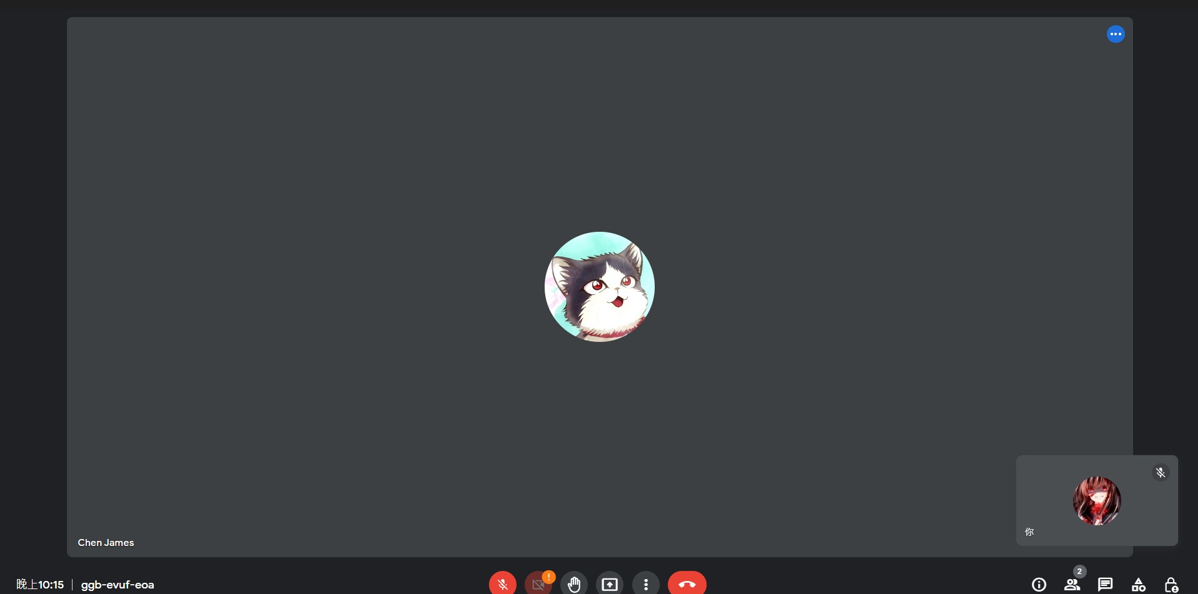 Chen James
你
晚上10:15 | ggb-evuf-eoa
2